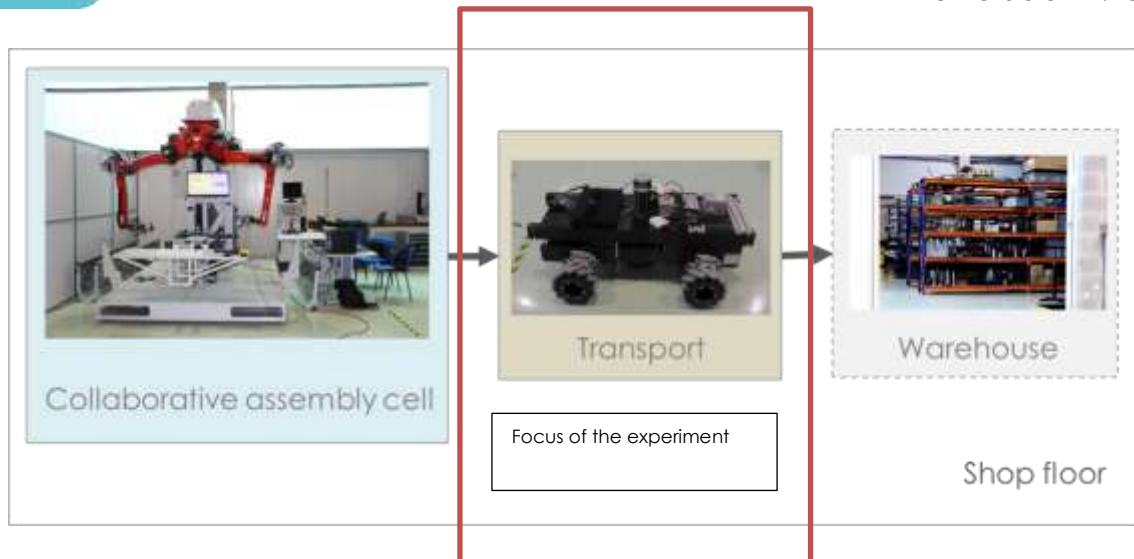 Transport
Warehouse
Collaborative assembly cell
Focus of the experiment
Shop floor